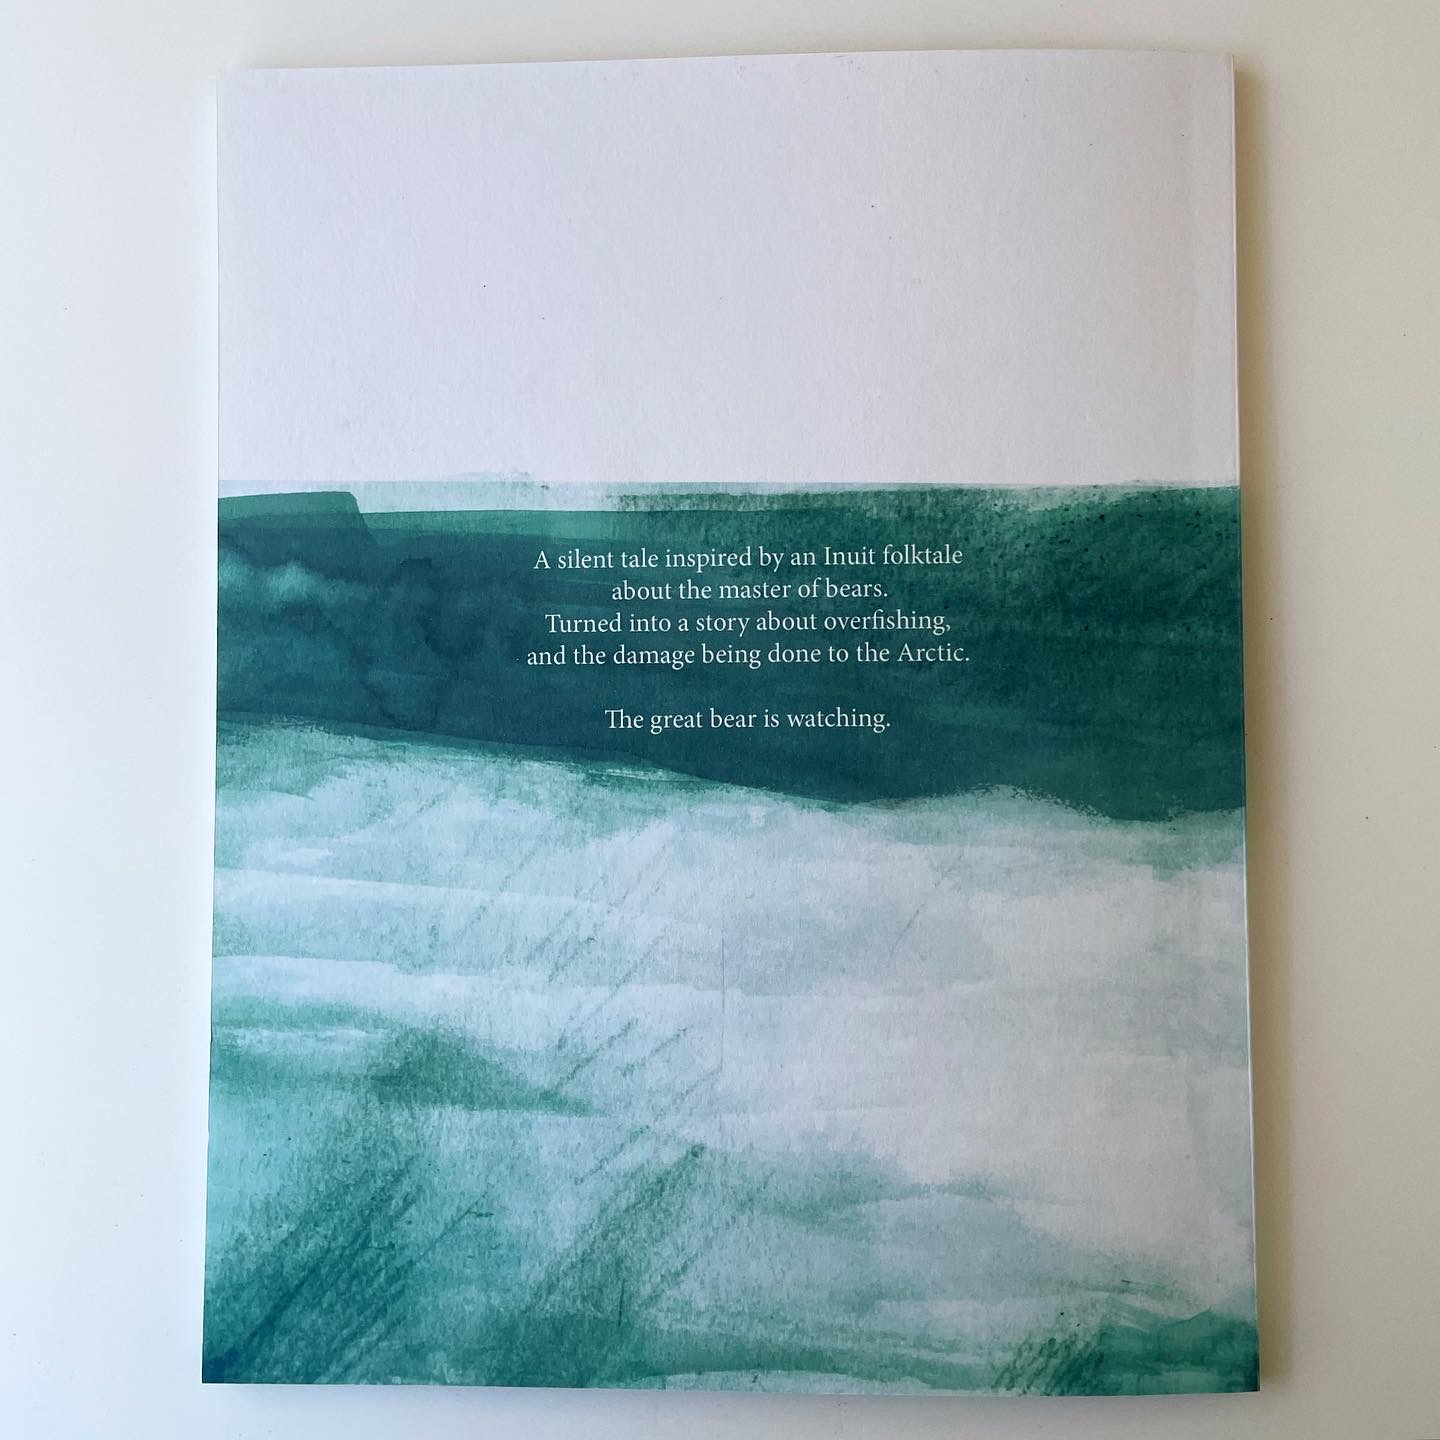 A silent tale inspired by an Inuit folktale
about the master of bears.
Turned into a story about overfishing,
and the damage being done to the Arctic.
The great bear is watching.